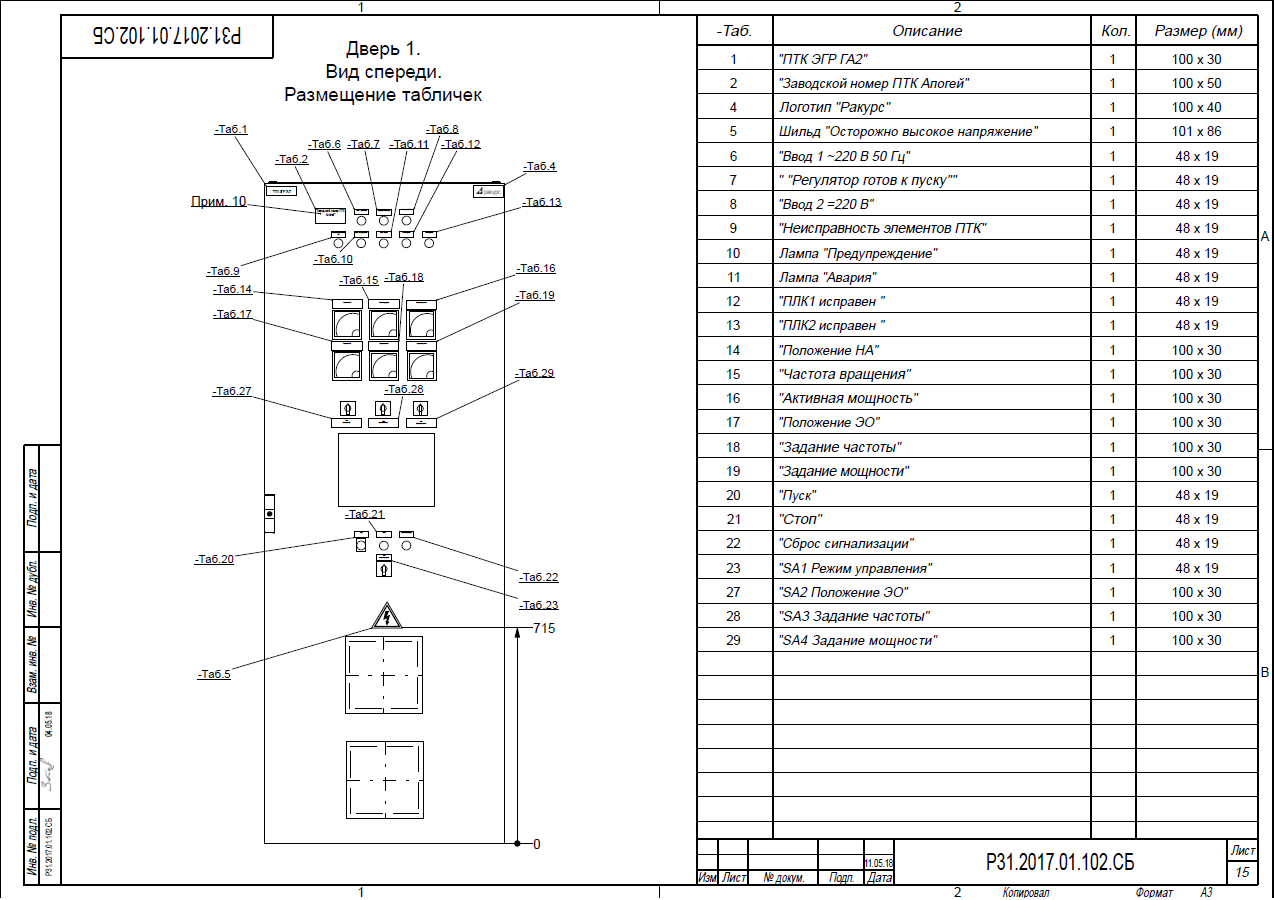 1
2
Р31.2017.01.102.СБ
Дверь 1.
Вид спереди.
Размещение табличек
-Таб.1
-Таб.2
-Таб.6
-Таб.7
-Таб.8
-Таб.11
-Таб.12
-Таб.4
Прим. 10
-Таб.13
ракурс
-Таб.9
-Таб.10
-Таб.14
-Таб.15
-Таб.18
-Таб.16
-Таб.17
-Таб.19
-Таб.27
-Таб.28
-Таб.29
-Таб.21
-Таб.20
-Таб.22
-Таб.23
715
-Таб.5
0
-Таб. Описание Кол. Размер (мм)
1 "ПТК ЭГР ГА2" 1 100 x 30
2 "Заводской номер ПТК Апогей" 1 100 x 50
4 Логотип "Ракурс" 1 100 x 40
5 Шильд "Осторожно высокое напряжение" 1 101 x 86
6 "Ввод 1 ~220 В 50 Гц" 1 48 x 19
7 " "Регулятор готов к пуску"" 1 48 x 19
8 "Ввод 2 =220 В" 1 48 x 19
9 "Неисправность элементов ПТК" 1 48 x 19
10 Лампа "Предупреждение" 1 48 x 19
11 Лампа "Авария" 1 48 x 19
12 "ПЛК1 исправен " 1 48 x 19
13 "ПЛК2 исправен " 1 48 x 19
14 "Положение НА" 1 100 x 30
15 "Частота вращения" 1 100 x 30
16 "Активная мощность" 1 100 x 30
17 "Положение ЭО" 1 100 x 30
18 "Задание частоты" 1 100 x 30
19 "Задание мощности" 1 100 x 30
20 "Пуск" 1 48 x 19
21 "Стоп" 1 48 x 19
22 "Сброс сигнализации" 1 48 x 19
23 "SA1 Режим управления" 1 48 x 19
27 "SA2 Положение ЭО" 1 100 x 30
28 "SA3 Задание частоты" 1 100 x 30
29 "SA4 Задание мощности" 1 100 x 30
A
B
Подп. и дата
Инв. № дубл.
Взам. инв. №
Подп. и дата
04.05.18
Инв. № подл.
Р31.2017.01.102.СБ
11.05.18
Изм Лист № докум. Подп. Дата
Р31.2017.01.102.СБ
Лист
15
1
2
Копировал
Формат А3